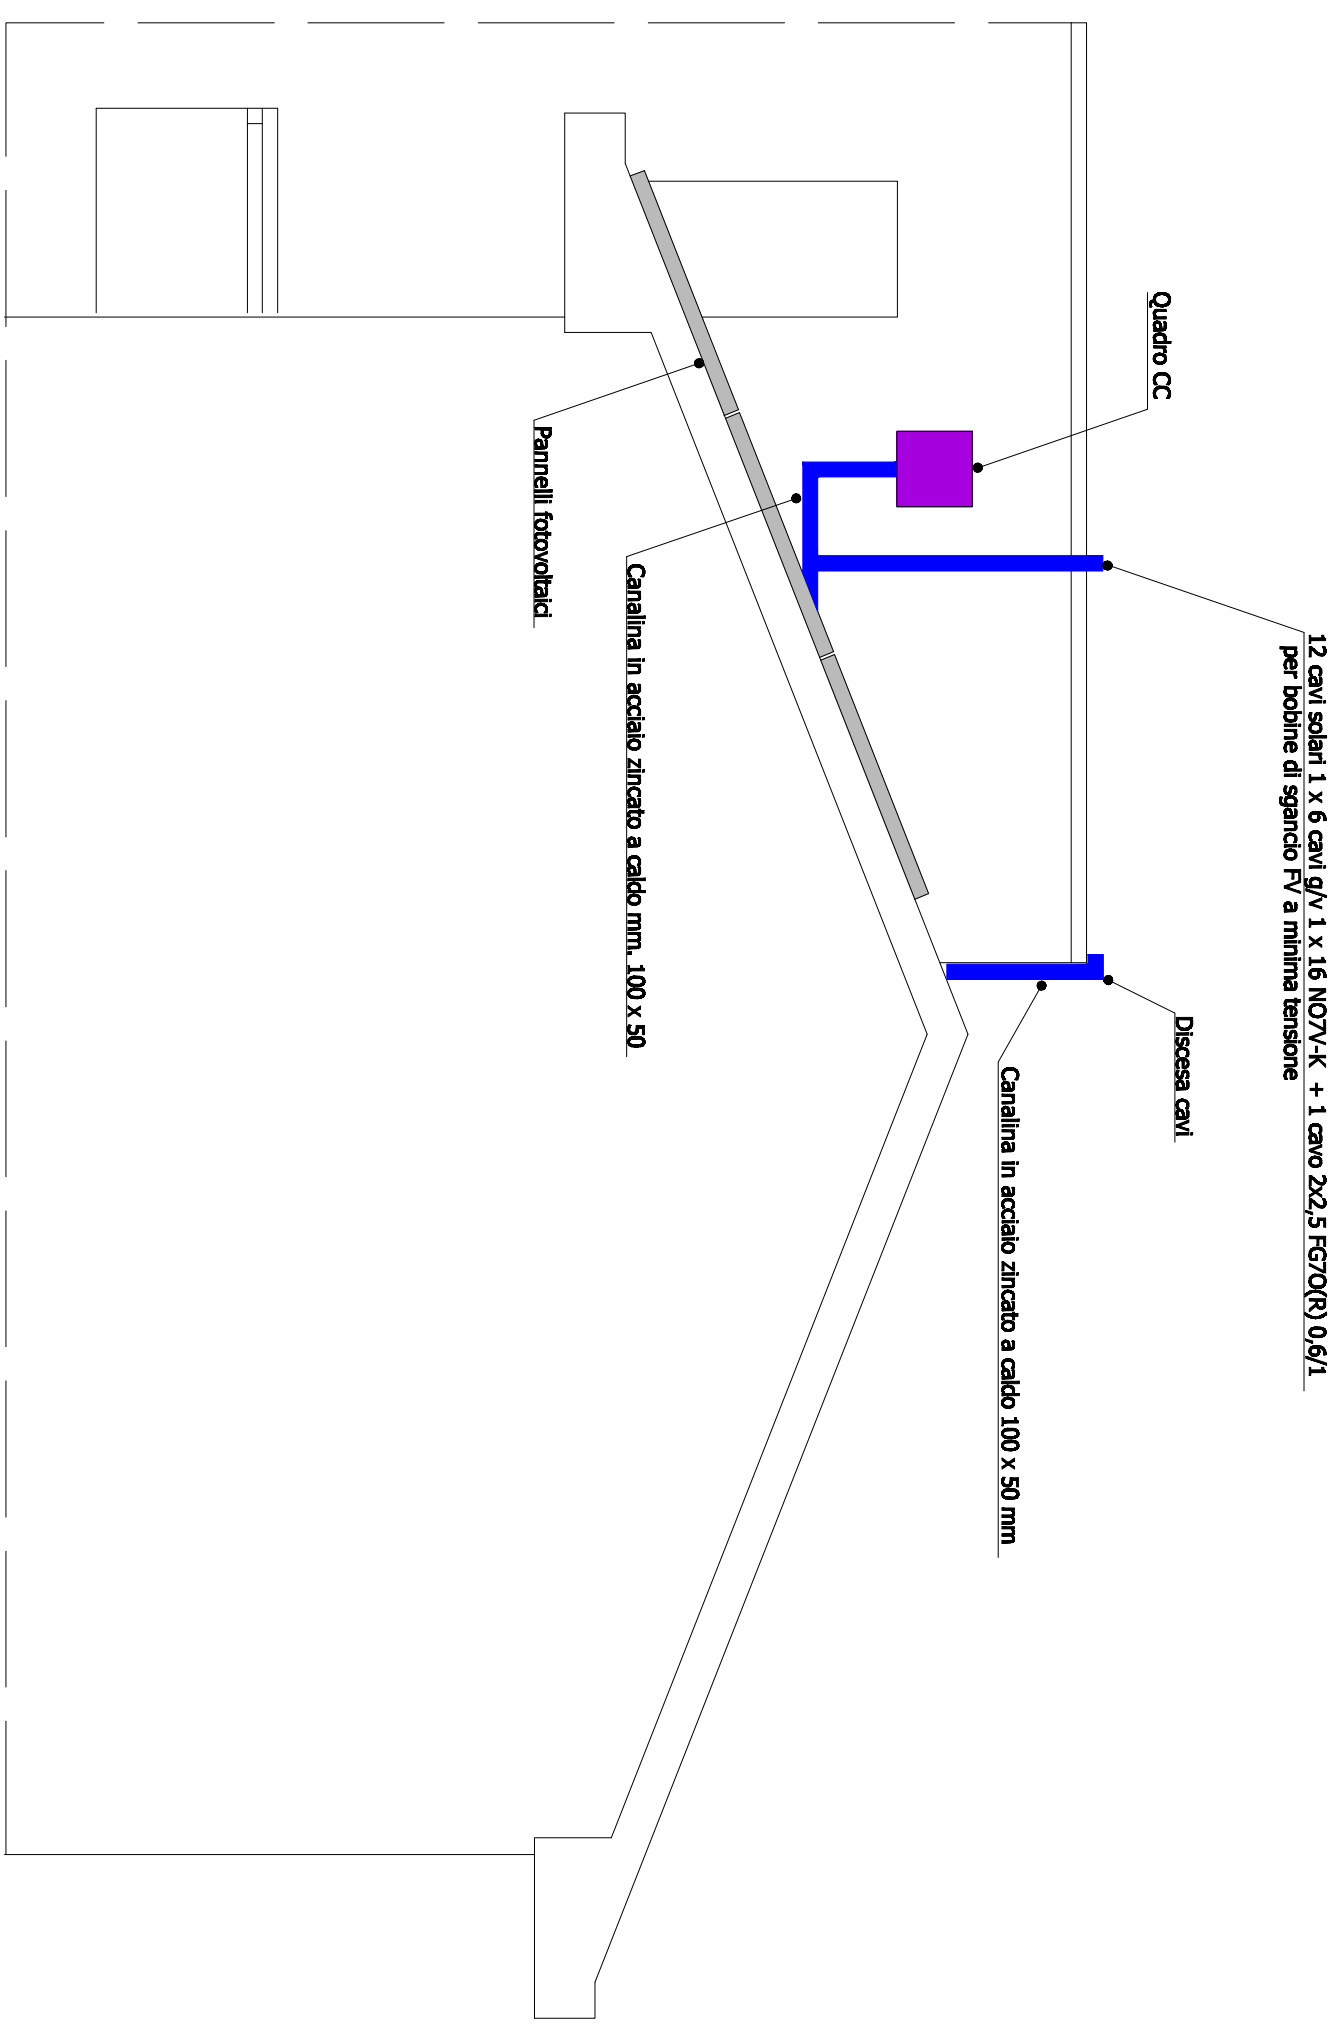 12 cavi solari 1 x 6 cavi g/v 1 x 16 NO7V-K + 1 cavo 2x2,5 FG7O(R) 0,6/1
per bobine di sgancio FV a minima tensione
Quadro CC
Discesa cavi
Canalina in acciaio zincato a caldo 100 x 50 mm
Canalina in acciaio zincato a caldo mm. 100 x 50
Pannelli fotovoltaici